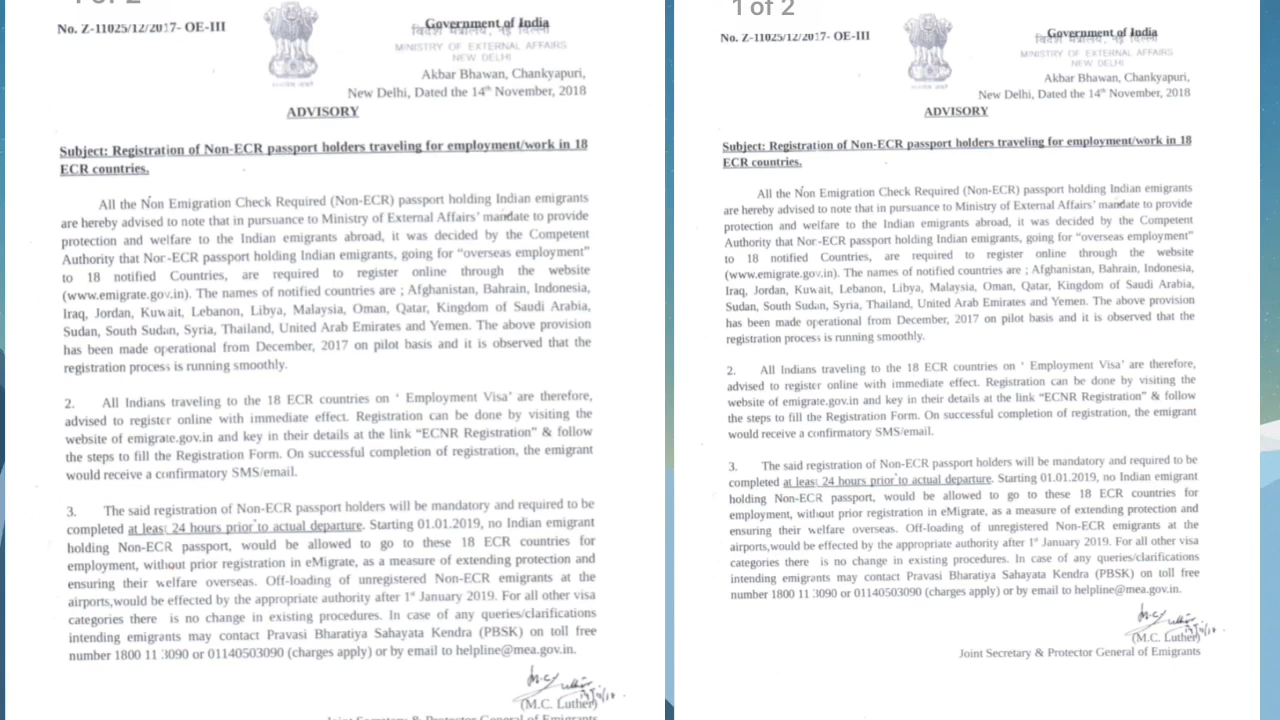 1 of 2
No. Z-11025/12/2017- OE-III
Government of India
विदेश मंत्रालय, नई दिल्ली
MINISTRY OF EXTERNAL AFFAIRS
NEW DELHI
Akbar Bhawan, Chankyapuri,
New Delhi, Dated the 14th November, 2018
ADVISORY
Subject: Registration of Non-ECR passport holders traveling for employment/work in 18
ECR countries.
All the Non Emigration Check Required (Non-ECR) passport holding Indian emigrants
are hereby advised to note that in pursuance to Ministry of External Affairs' mandate to provide
protection and welfare to the Indian emigrants abroad, it was decided by the Competent
Authority that Nor-ECR passport holding Indian emigrants, going for "overseas employment"
to 18 notified Countries, are required to register online through the website
(www.emigrate.gov.in). The names of notified countries are ; Afghanistan, Bahrain, Indonesia,
Iraq, Jordan, Kuwait, Lebanon, Libya, Malaysia, Oman, Qatar, Kingdom of Saudi Arabia,
Sudan, South Sudan, Syria, Thailand, United Arab Emirates and Yemen. The above provision
has been made operational from December, 2017 on pilot basis and it is observed that the
registration process is running smoothly.
2. All Indians traveling to the 18 ECR countries on ' Employment Visa' are therefore,
advised to register online with immediate effect. Registration can be done by visiting the
website of emigrate.gov.in and key in their details at the link "ECNR Registration" & follow
the steps to fill the Registration Form. On successful completion of registration, the emigrant
would receive a confirmatory SMS/email.
3. The said registration of Non-ECR passport holders will be mandatory and required to be
completed at least 24 hours prior to actual departure. Starting 01.01.2019, no Indian emigrant
holding Non-ECR passport, would be allowed to go to these 18 ECR countries for
employment, without prior registration in eMigrate, as a measure of extending protection and
ensuring their welfare overseas. Off-loading of unregistered Non-ECR emigrants at the
airports,would be effected by the appropriate authority after 1st January 2019. For all other visa
categories there is no change in existing procedures. In case of any queries/clarifications
intending emigrants may contact Pravasi Bharatiya Sahayata Kendra (PBSK) on toll free
number 1800 11 3090 or 01140503090 (charges apply) or by email to helpline@mea.gov.in.
(M.C. Luther)
Joint Secretary & Protector General of Emigrants
1 of 2
No. Z-11025/12/2017- OE-III
Government of India
विदेश मंत्रालय, नई दिल्ली
MINISTRY OF EXTERNAL AFFAIRS
NEW DELHI
Akbar Bhawan, Chankyapuri,
New Delhi, Dated the 14th November, 2018
ADVISORY
Subject: Registration of Non-ECR passport holders traveling for employment/work in 18
ECR countries.
All the Non Emigration Check Required (Non-ECR) passport holding Indian emigrants
are hereby advised to note that in pursuance to Ministry of External Affairs' mandate to provide
protection and welfare to the Indian emigrants abroad, it was decided by the Competent
Authority that Nor-ECR passport holding Indian emigrants, going for "overseas employment"
to 18 notified Countries, are required to register online through the website
(www.emigrate.gov.in). The names of notified countries are ; Afghanistan, Bahrain, Indonesia,
Iraq, Jordan, Kuwait, Lebanon, Libya, Malaysia, Oman, Qatar, Kingdom of Saudi Arabia,
Sudan, South Sudan, Syria, Thailand, United Arab Emirates and Yemen. The above provision
has been made operational from December, 2017 on pilot basis and it is observed that the
registration process is running smoothly.
2. All Indians traveling to the 18 ECR countries on ' Employment Visa' are therefore,
advised to register online with immediate effect. Registration can be done by visiting the
website of emigrate.gov.in and key in their details at the link "ECNR Registration" & follow
the steps to fill the Registration Form. On successful completion of registration, the emigrant
would receive a confirmatory SMS/email.
3. The said registration of Non-ECR passport holders will be mandatory and required to be
completed at least 24 hours prior to actual departure. Starting 01.01.2019, no Indian emigrant
holding Non-ECR passport, would be allowed to go to these 18 ECR countries for
employment, without prior registration in eMigrate, as a measure of extending protection and
ensuring their welfare overseas. Off-loading of unregistered Non-ECR emigrants at the
airports,would be effected by the appropriate authority after 1st January 2019. For all other visa
categories there is no change in existing procedures. In case of any queries/clarifications
intending emigrants may contact Pravasi Bharatiya Sahayata Kendra (PBSK) on toll free
number 1800 11 3090 or 01140503090 (charges apply) or by email to helpline@mea.gov.in.
(M.C. Luther)
Joint Secretary & Protector General of Emigrants